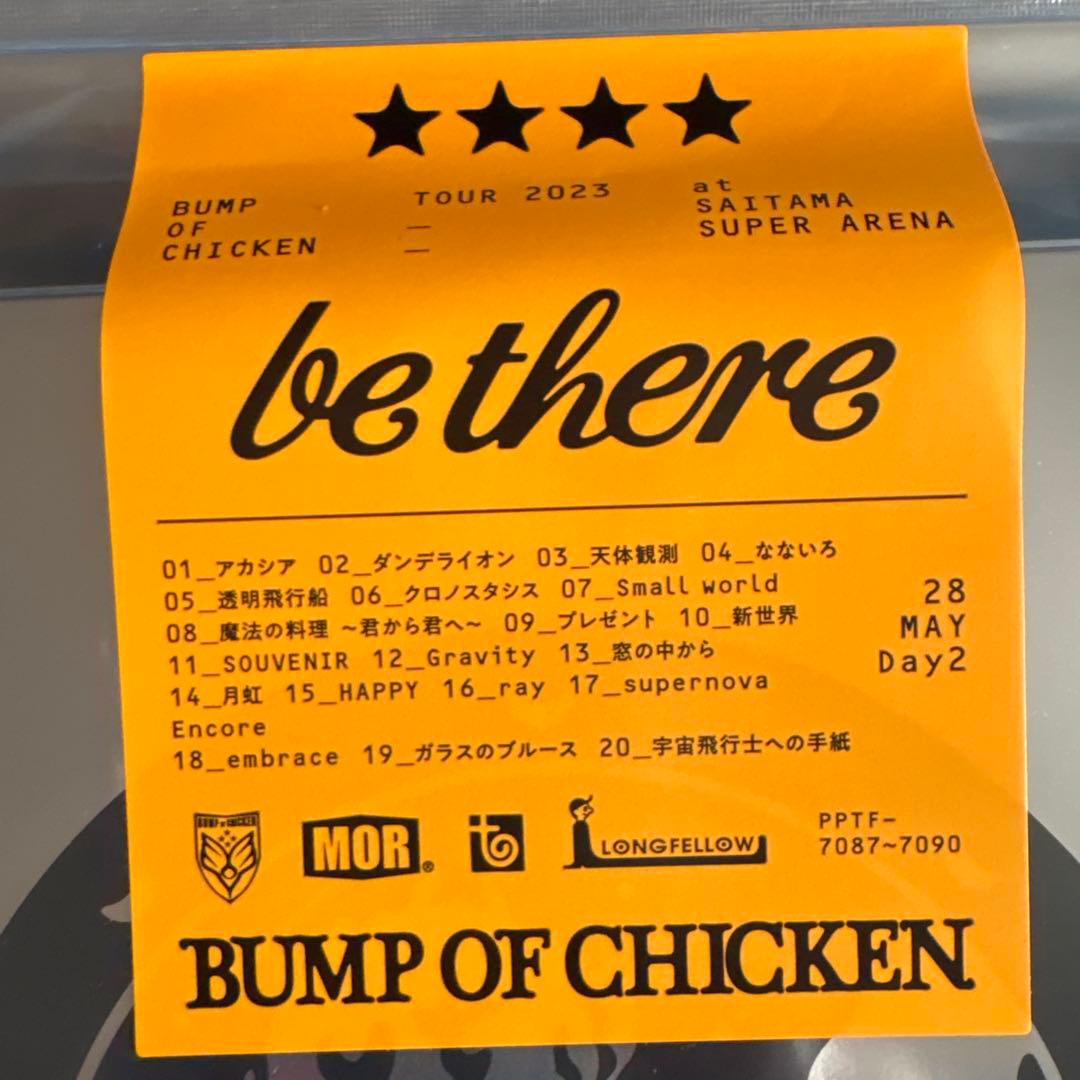 ★★★★
BUMP
OF
CHICKEN
TOUR 2023
—
—
at
SAITAMA
SUPER ARENA
be there
01_アカシア 02_ダンデライオン 03_天体観測 04_なないろ
05_透明飛行船 06_クロノスタシス 07_Small world
08_魔法の料理 ~君から君へ~ 09_プレゼント 10_新世界
11_SOUVENIR 12_Gravity 13_窓の中から
14_月虹 15_HAPPY 16_ray 17_supernova
Encore
18_embrace 19_ガラスのブルース 20_宇宙飛行士への手紙
28
MAY
Day2
BUMP OF CHICKEN
MOR®
t
LONGFELLOW
PPTF-
7087~7090
BUMP OF CHICKEN